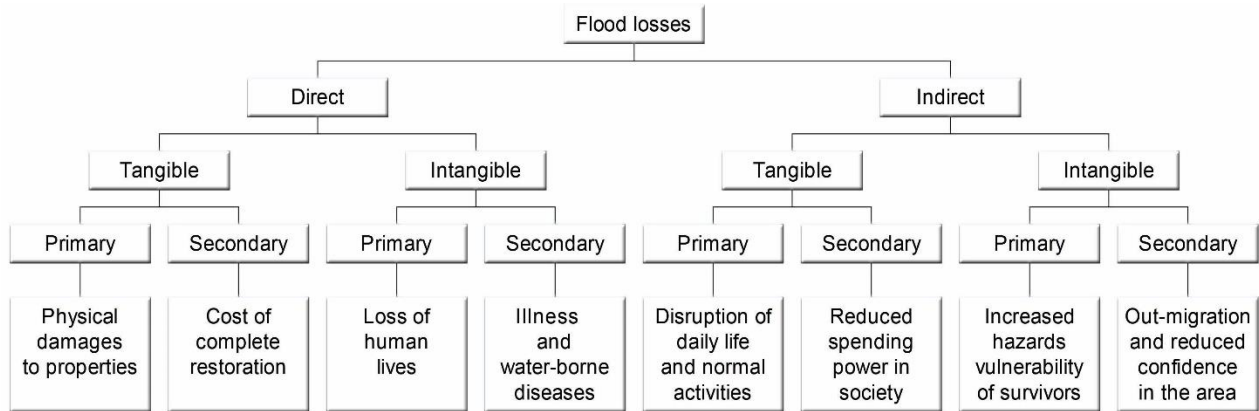 Flood losses
Direct
Indirect
Tangible
Intangible
Tangible
Intangible
Primary
Secondary
Primary
Secondary
Primary
Secondary
Primary
Secondary
Physical
damages
to properties
Cost of
complete
restoration
Loss of
human
lives
Illness
and
water-borne
diseases
Disruption of
daily life
and normal
activities
Reduced
spending
power in
society
Increased
hazards
vulnerability
of survivors
Out-migration
and reduced
confidence
in the area